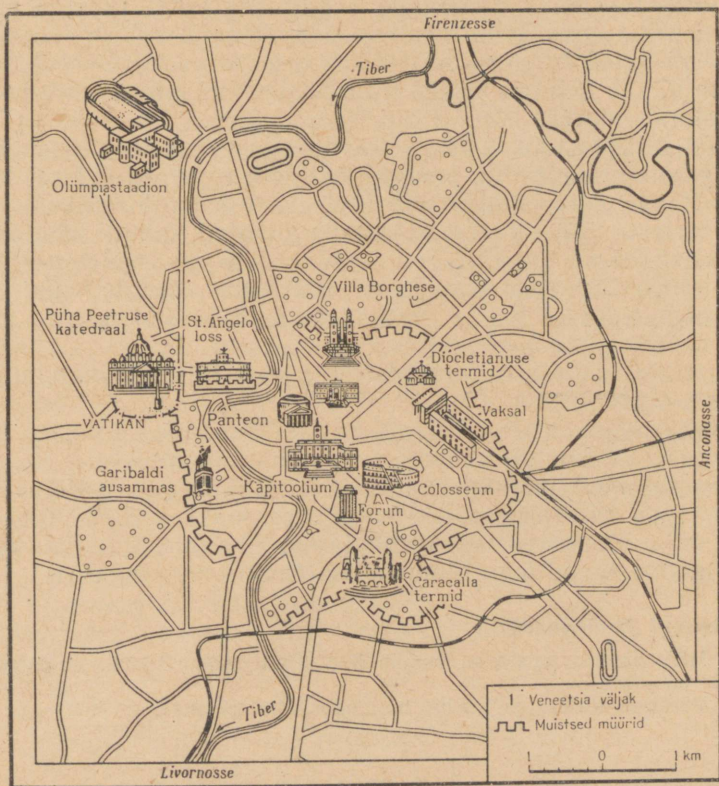 Firenzesse
Tiber
Olümpiastaadion
Villa Borghese
Püha Peetruse
katedraal
St. Angelo
loss
Diocletianuse
termid
VATIKAN
Panteon
Vaksal
1
Garibaldi
ausammas
Kapitoolium
Colosseum
Forum
Anconasse
Caracalla
termid
Tiber
1 Veneetsia väljak
Muistsed müürid
1 0 1 km
Livornosse